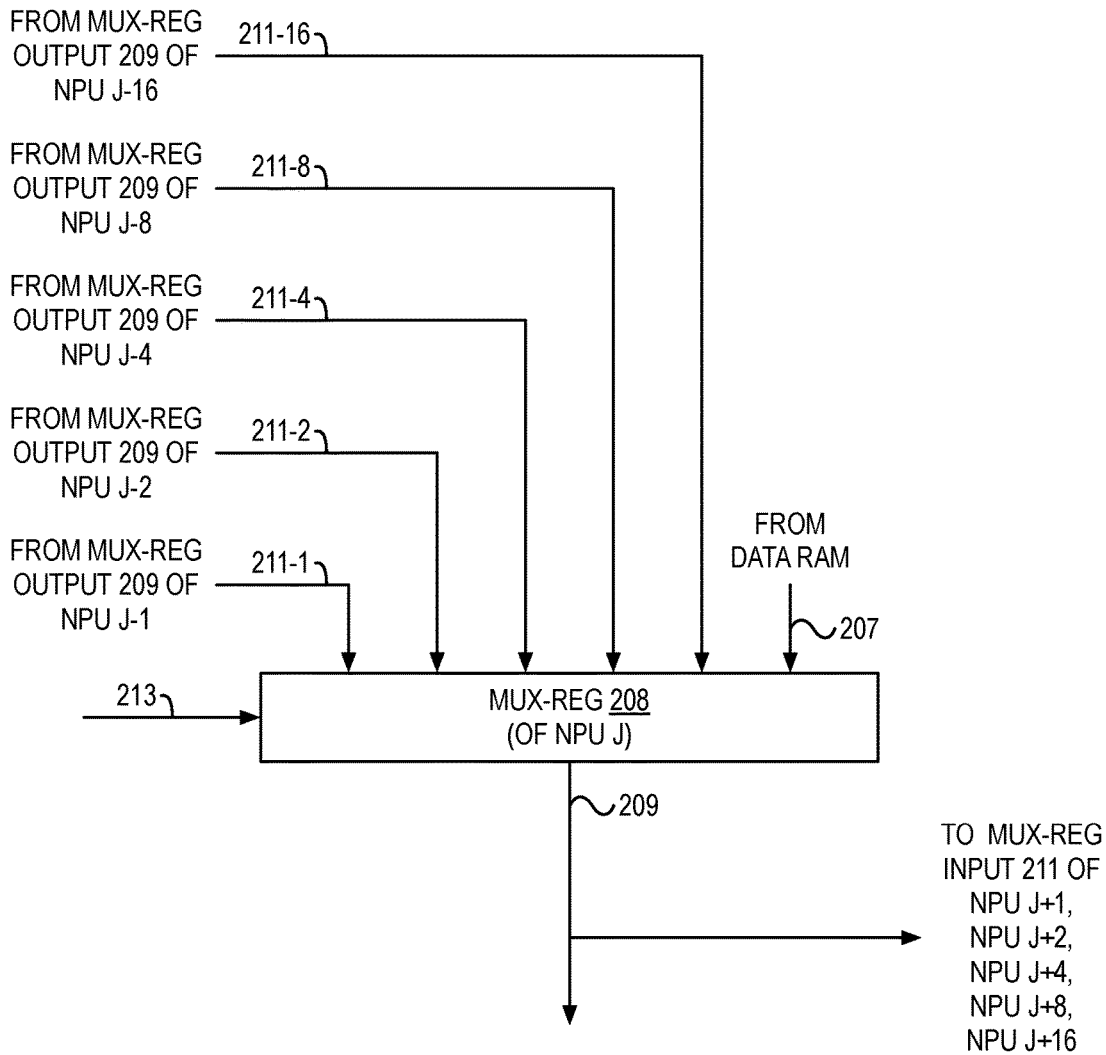 FROM MUX-REG
OUTPUT 209 OF
NPU J-16
211-16
FROM MUX-REG
OUTPUT 209 OF
NPU J-8
211-8
FROM MUX-REG
OUTPUT 209 OF
NPU J-4
211-4
FROM MUX-REG
OUTPUT 209 OF
NPU J-2
211-2
FROM MUX-REG
OUTPUT 209 OF
NPU J-1
211-1
FROM
DATA RAM
207
213
MUX-REG 208
(OF NPU J)
209
TO MUX-REG
INPUT 211 OF
NPU J+1,
NPU J+2,
NPU J+4,
NPU J+8,
NPU J+16